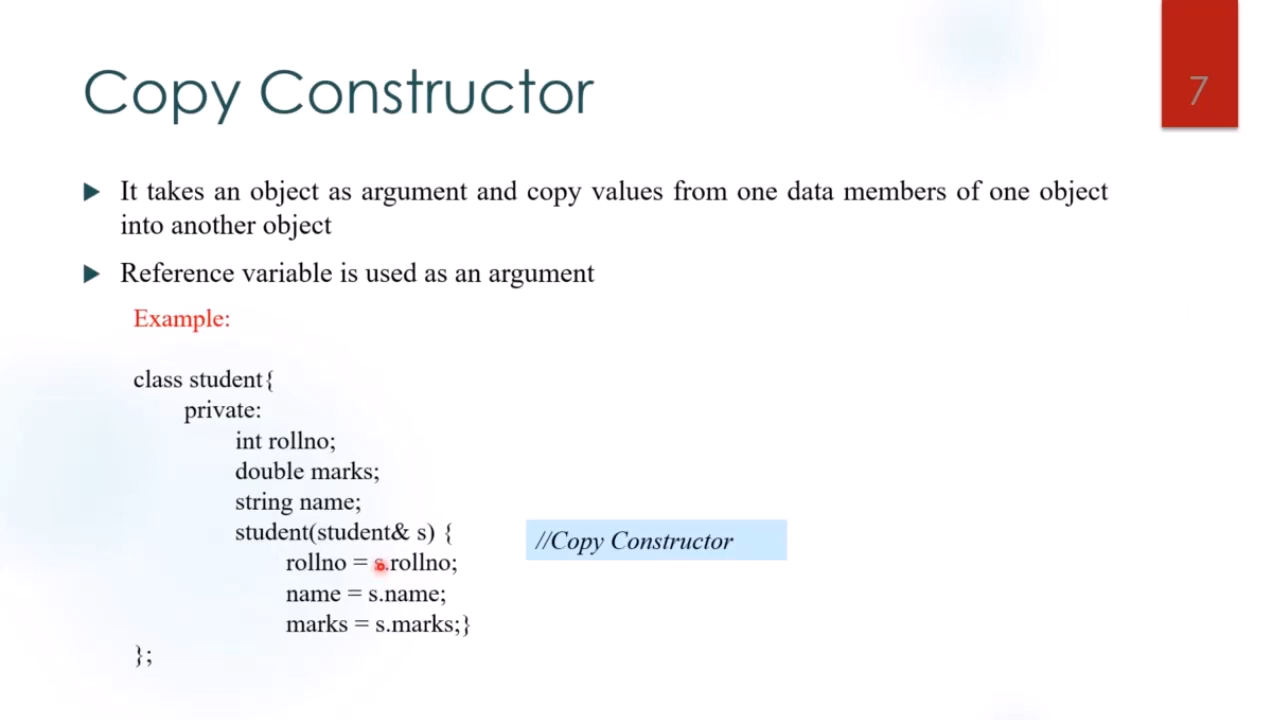 Copy Constructor
7
It takes an object as argument and copy values from one data members of one object
into another object
Reference variable is used as an argument
Example:
class student{
private:
int rollno;
double marks;
string name;
student(student& s) {
//Copy Constructor
rollno = s.rollno;
name = s.name;
marks = s.marks;}
};